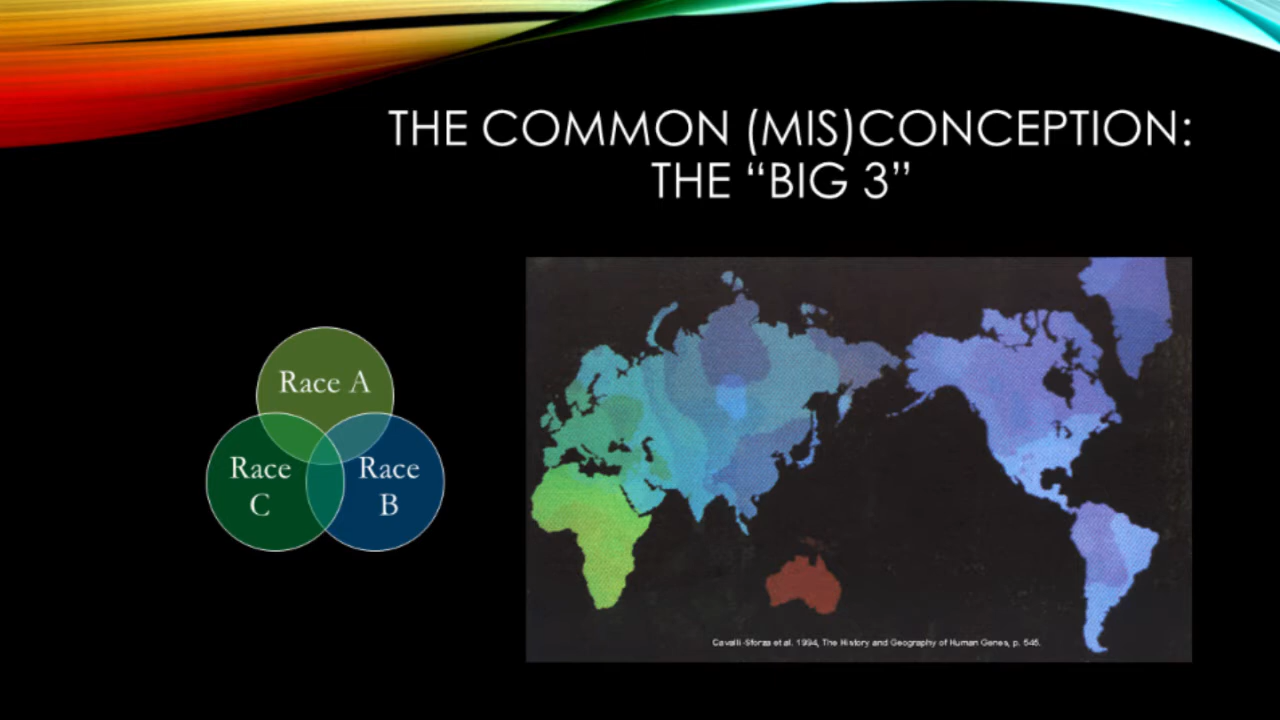 THE COMMON (MIS)CONCEPTION:
THE “BIG 3”
Race A
Race
C
Race
B
Cavalli-Sforza et al. 1994, The History and Geography of Human Genes, p. 546.